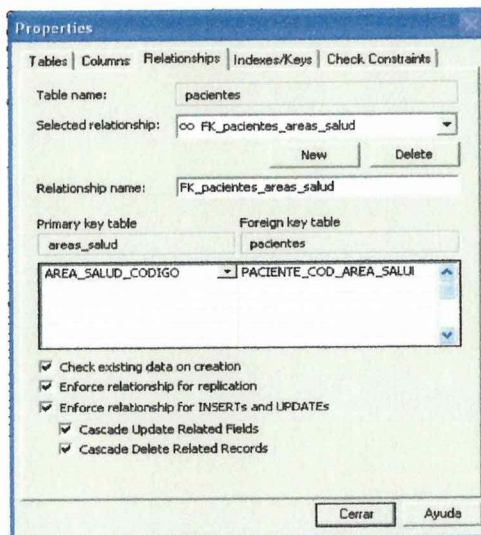 Properties
Tables Columns Relationships Indexes/Keys Check Constraints
Table name: pacientes
Selected relationship: FK_pacientes_areas_salud
New Delete
Relationship name: FK_pacientes_areas_salud
Primary key table Foreign key table
areas_salud pacientes
AREA_SALUD_CODIGO PACIENTE_COD_AREA_SALUI
Check existing data on creation
Enforce relationship for replication
Enforce relationship for INSERTs and UPDATEs
Cascade Update Related Fields
Cascade Delete Related Records
Cerrar Ayuda